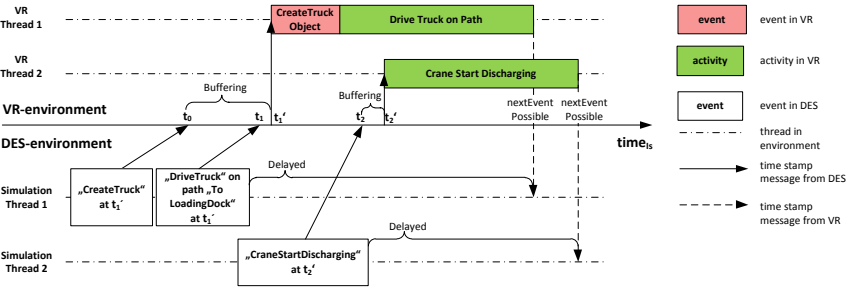 VR
Thread 1
CreateTruck
Object
Drive Truck on Path
VR
Thread 2
Crane Start Discharging
Buffering
Buffering
nextEvent
Possible
nextEvent
Possible
VR-environment
t0
t1
t1‘
t2
t2‘
DES-environment
timels
Simulation
Thread 1
„CreateTruck“
at t1´
„DriveTruck“ on
path „To
LoadingDock“
at t1´
Delayed
Simulation
Thread 2
„CraneStartDischarging“
at t2‘
Delayed
event
event in VR
activity
activity in VR
event
event in DES
thread in
environment
time stamp
message from DES
time stamp
message from VR